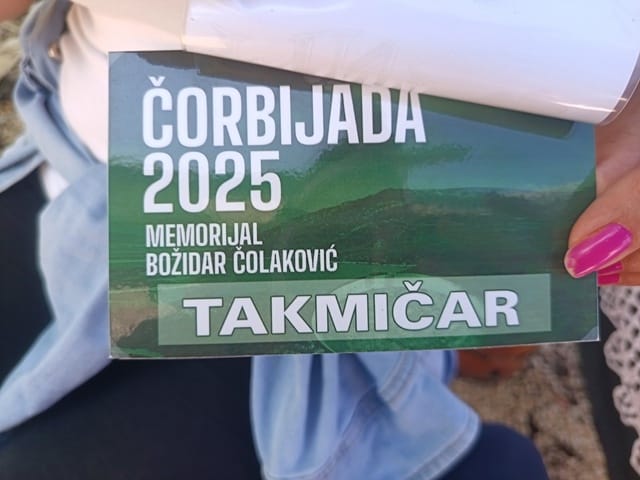 ČORBIJADA
2025
MEMORIJAL
BOŽIDAR ČOLAKOVIĆ
TAKMIČAR